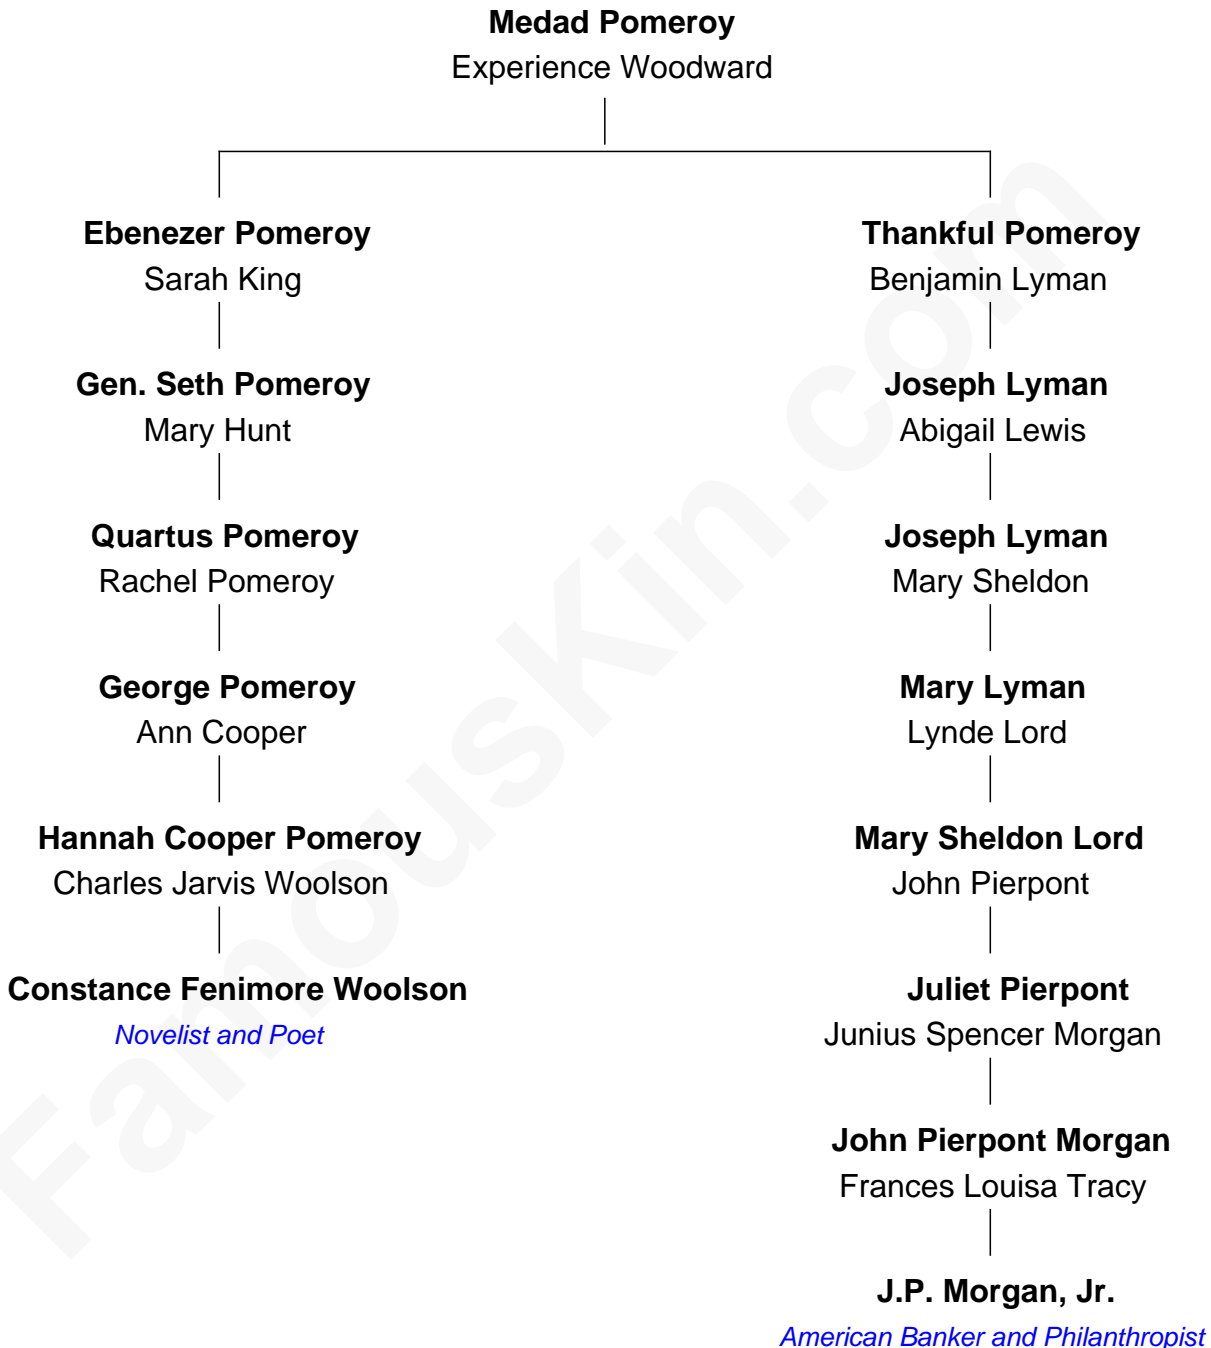 Medad Pomeroy
Experience Woodward
Ebenezer Pomeroy
Sarah King
Thankful Pomeroy
Benjamin Lyman
Gen. Seth Pomeroy
Mary Hunt
Joseph Lyman
Abigail Lewis
Quartus Pomeroy
Rachel Pomeroy
Joseph Lyman
Mary Sheldon
George Pomeroy
Ann Cooper
Mary Lyman
Lynde Lord
Hannah Cooper Pomeroy
Charles Jarvis Woolson
Mary Sheldon Lord
John Pierpont
Constance Fenimore Woolson
Novelist and Poet
Juliet Pierpont
Junius Spencer Morgan
John Pierpont Morgan
Frances Louisa Tracy
J.P. Morgan, Jr.
American Banker and Philanthropist
FamousKin.com